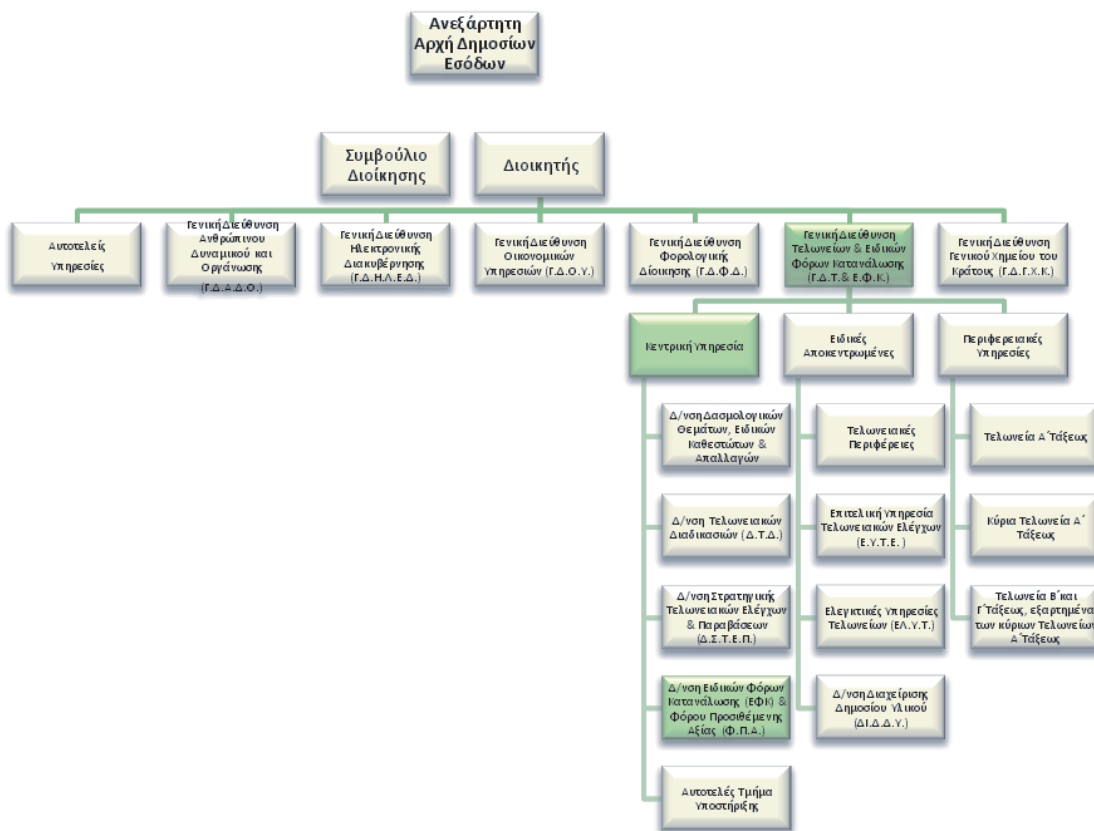 Ανεξάρτητη
Αρχή Δημοσίων
Εσόδων
Συμβούλιο
Διοίκησης
Διοικητής
Αυτοτελείς
Υπηρεσίες
Γενική Διεύθυνση
Ανθρώπινου
Δυναμικού και
Οργάνωσης
(Γ.Δ.Α.Δ.Ο.)
Γενική Διεύθυνση
Ηλεκτρονικής
Διακυβέρνησης
(Γ.Δ.Η.Λ.Ε.Δ.)
Γενική Διεύθυνση
Οικονομικών
Υπηρεσιών (Γ.Δ.Ο.Υ.)
Γενική Διεύθυνση
Φορολογικής
Δίοικησης (Γ.Δ.Φ.Δ.)
Γενική Διεύθυνση
Τελωνείων & Ειδικών
Φόρων Κατανάλωσης
(Γ.Δ.Τ.& Ε.Φ.Κ.)
Γενική Διεύθυνση
Γενικού Χημείου του
Κράτους (Γ.Δ.Γ.Χ.Κ.)
Κεντρική Υπηρεσία
Ειδικές
Αποκεντρωμένες
Περιφερειακές
Υπηρεσίες
Δ/νση Δασμολογικών
Θεμάτων, Ειδικών
Καθεστώτων &
Απαλλαγών
Τελωνειακές
Περιφέρειες
Τελωνεία Α΄Τάξεως
Δ/νση Τελωνειακών
Διαδικασιών (Δ.Τ.Δ.)
Επιτελική Υπηρεσία
Τελωνειακών Ελέγχων
(Ε.Υ.Τ.Ε.)
Κύρια Τελωνεία Α΄
Τάξεως
Δ/νση Στρατηγικής
Τελωνειακών Ελέγχων
& Παραβάσεων
(Δ.Σ.Τ.Ε.Π.)
Ελεγκτικές Υπηρεσίες
Τελωνείων (ΕΛ.Υ.Τ.)
Τελωνεία Β΄και
Γ΄Τάξεως, εξαρτημένα
των κύριων Τελωνείων
Α΄Τάξεως
Δ/νση Ειδικών Φόρων
Κατανάλωσης (ΕΦΚ) &
Φόρου Προσιθέμενης
Αξίας (Φ.Π.Α.)
Δ/νση Διαχείρισης
Δημοσίου Υλικού
(ΔΙ.Δ.Δ.Υ.)
Αυτοτελές Τμήμα
Υποστήριξης